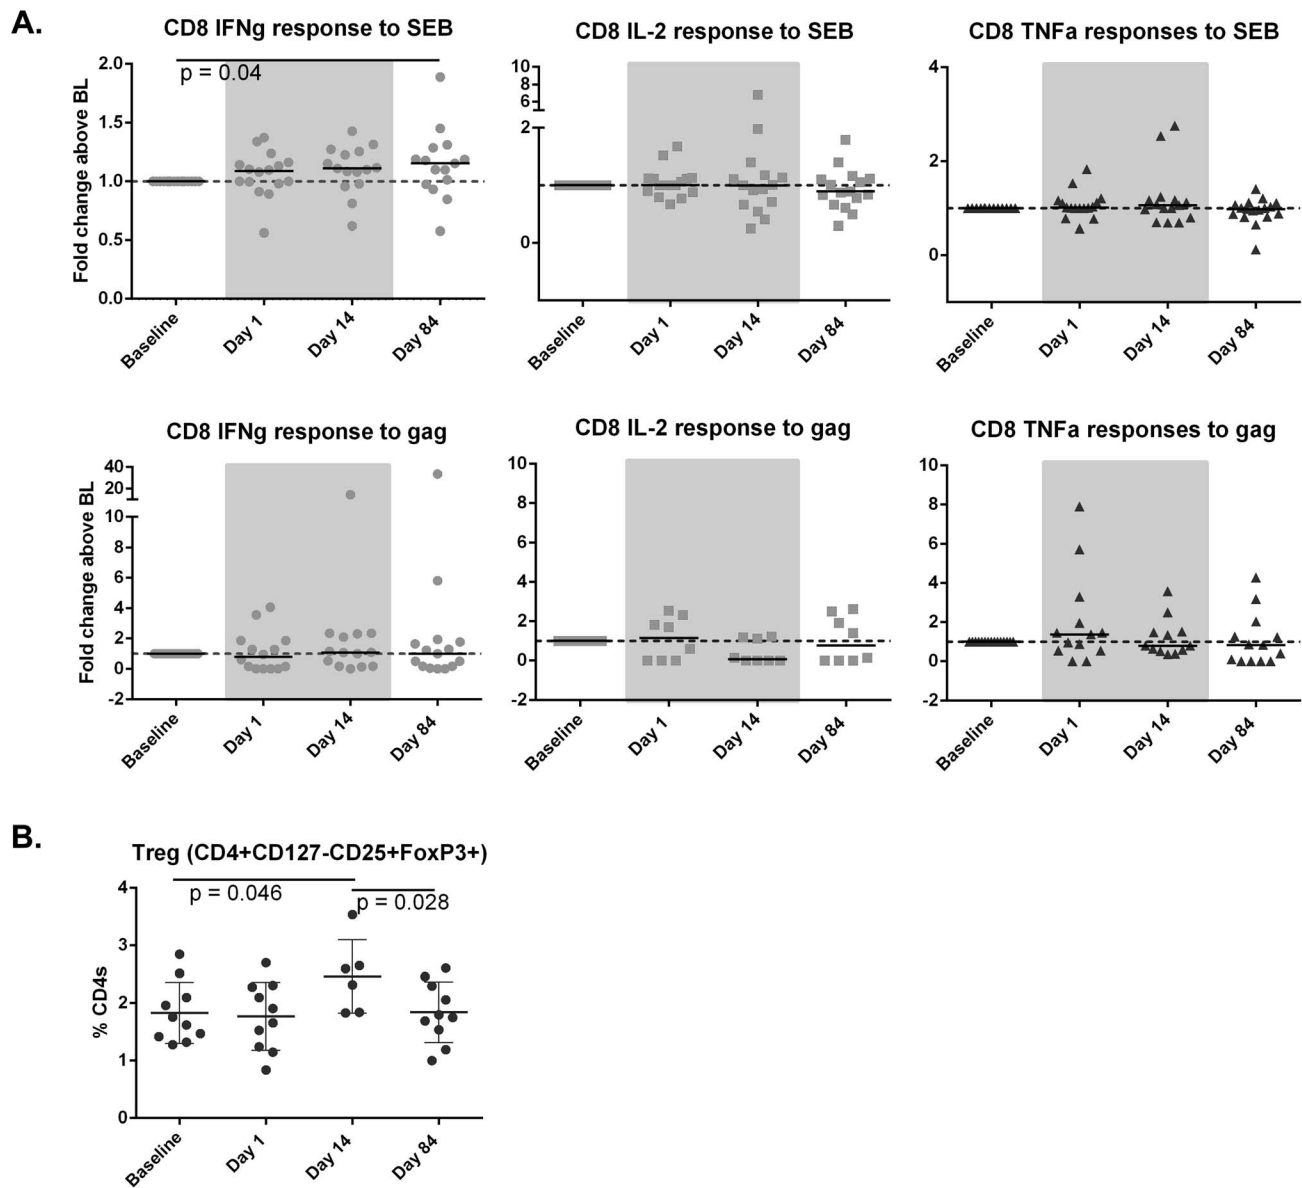 A.
CD8 IFNg response to SEB
Fold change above BL
2.0
1.5
1.0
0.5
0.0
p = 0.04
Baseline
Day 1
Day 14
Day 84
CD8 IL-2 response to SEB
10
8
6
2
0
Baseline
Day 1
Day 14
Day 84
CD8 TNFa responses to SEB
4
2
0
Baseline
Day 1
Day 14
Day 84
CD8 IFNg response to gag
Fold change above BL
40
20
10
8
6
4
2
0
-2
Baseline
Day 1
Day 14
Day 84
CD8 IL-2 response to gag
10
8
6
4
2
0
-2
Baseline
Day 1
Day 14
Day 84
CD8 TNFa responses to gag
10
8
6
4
2
0
-2
Baseline
Day 1
Day 14
Day 84
B.
Treg (CD4+CD127-CD25+FoxP3+)
% CD4s
4
3
2
1
0
p = 0.046
p = 0.028
Baseline
Day 1
Day 14
Day 84